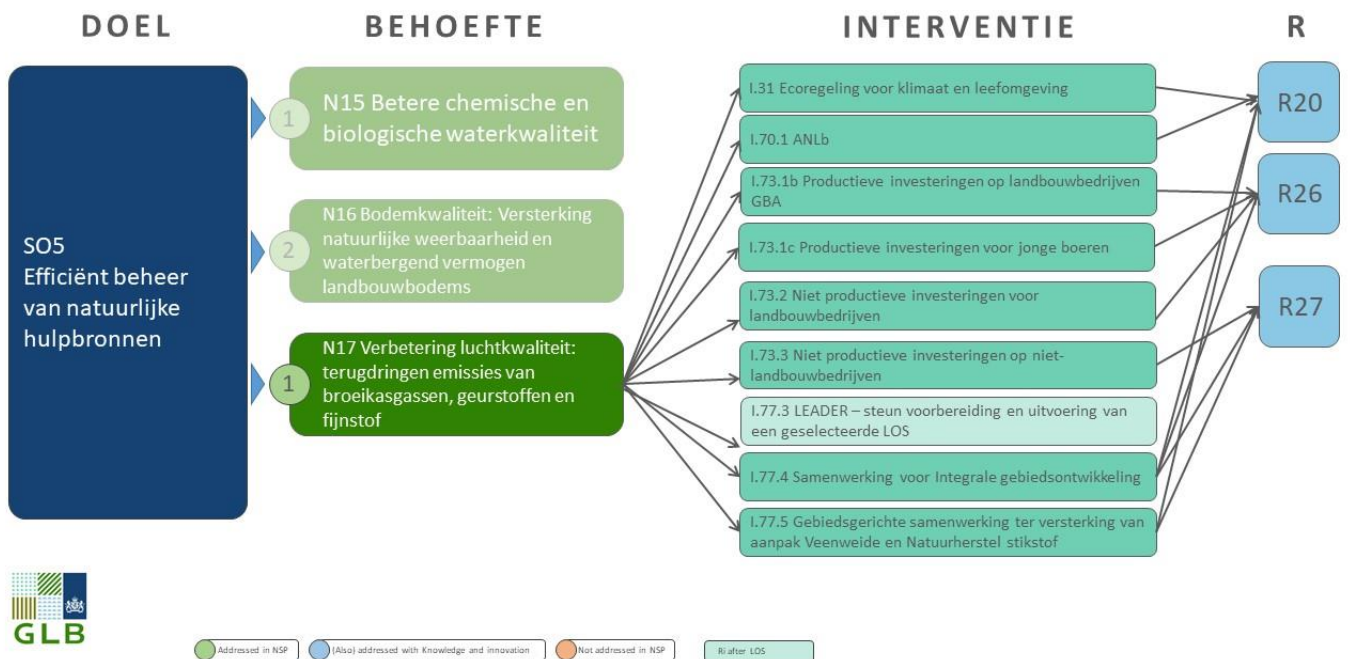 DOEL
BEHOEFTE
INTERVENTIE
R
SO5
Efficiënt beheer
van natuurlijke
hulpbronnen
1
N15 Betere chemische en
biologische waterkwaliteit
2
N16 Bodemkwaliteit: Versterking
natuurlijke weerbaarheid en
waterbergend vermogen
landbouwbodems
1
N17 Verbetering luchtkwaliteit:
terugdringen emissies van
broeikasgassen, geurstoffen en
fijnstof
I.31 Ecoregeling voor klimaat en leefomgeving
I.70.1 ANLb
I.73.1b Productieve investeringen op landbouwbedrijven
GBA
I.73.1c Productieve investeringen voor jonge boeren
I.73.2 Niet productieve investeringen voor
landbouwbedrijven
I.73.3 Niet productieve investeringen op niet-
landbouwbedrijven
I.77.3 LEADER – steun voorbereiding en uitvoering van
een geselecteerde LOS
I.77.4 Samenwerking voor Integrale gebiedsontwikkeling
I.77.5 Gebiedsgerichte samenwerking ter versterking van
aanpak Veenweide en Natuurherstel stikstof
R20
R26
R27
GLB
Addressed in NSP
(Also) addressed with Knowledge and innovation
Not addressed in NSP
Ri after LOS